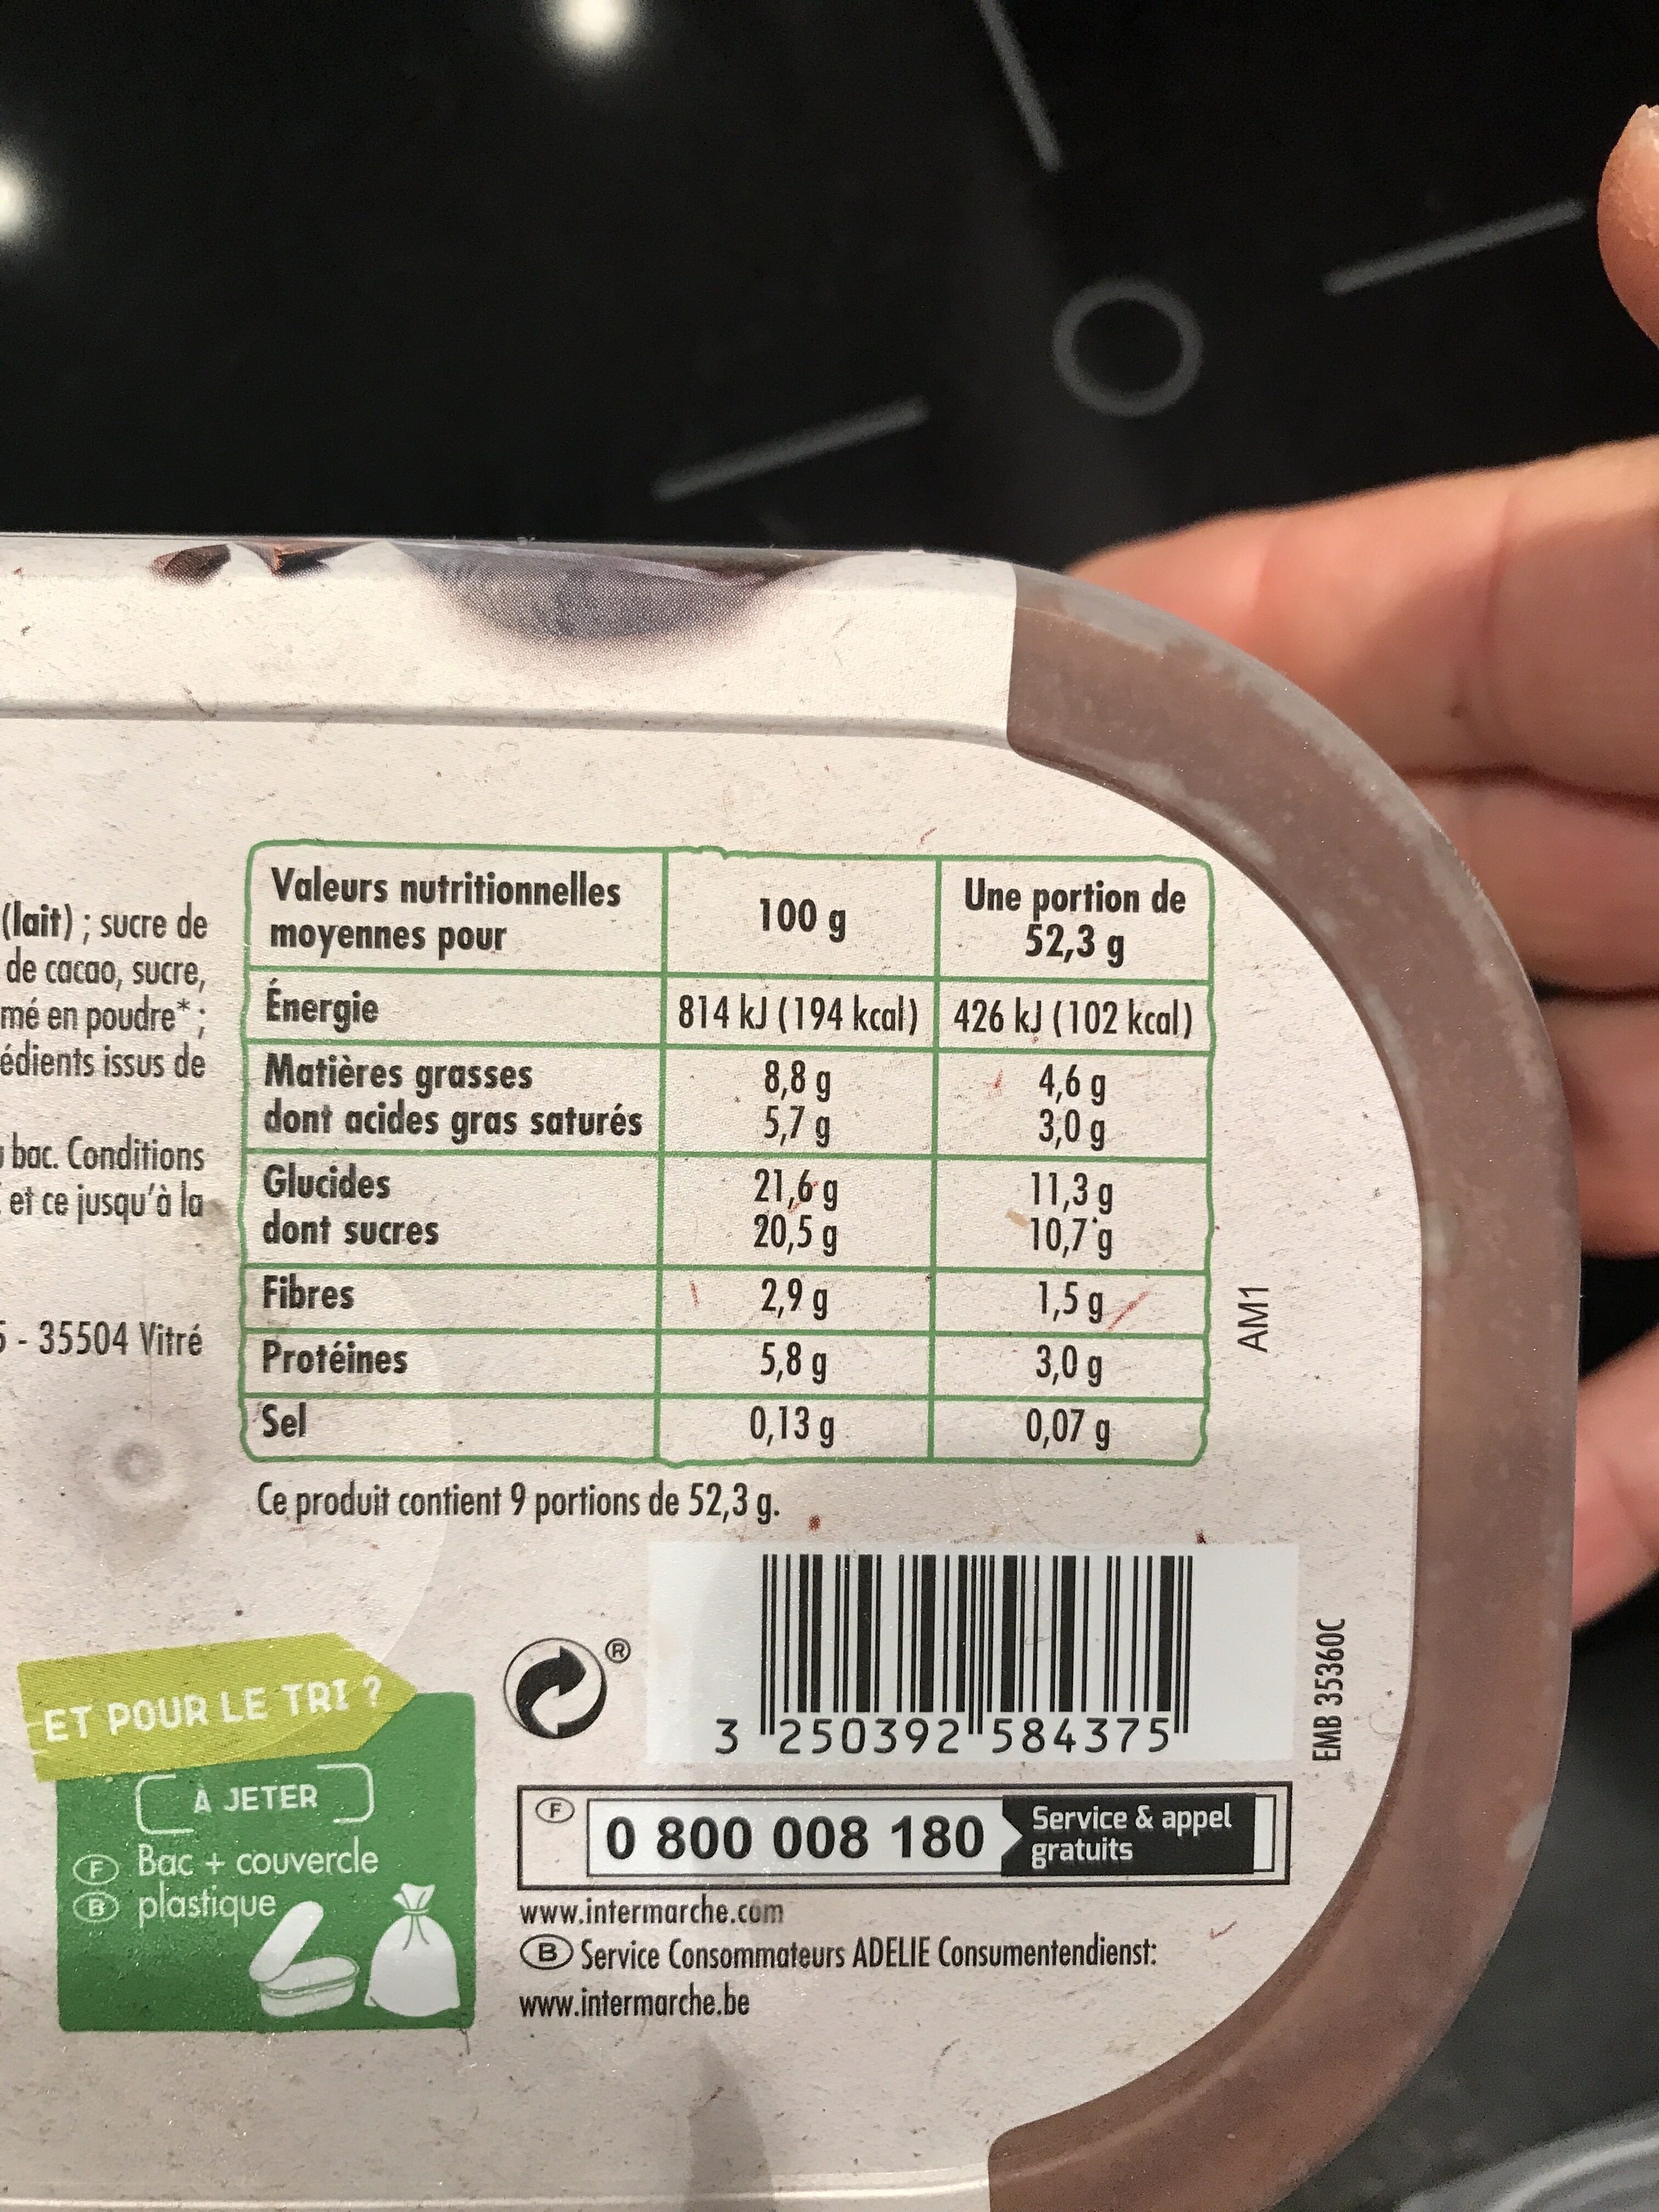 (lait) ; sucre de
de cacao, sucre,
mé en poudre* ;
édients issus de
bac. Conditions
et ce jusqu'à la
5 - 35504 Vitré
Valeurs nutritionnelles moyennes pour 100 g Une portion de 52,3 g
Énergie 814 kJ (194 kcal) 426 kJ (102 kcal)
Matières grasses 8,8 g 4,6 g
dont acides gras saturés 5,7 g 3,0 g
Glucides 21,6 g 11,3 g
dont sucres 20,5 g 10,7 g
Fibres 2,9 g 1,5 g
Protéines 5,8 g 3,0 g
Sel 0,13 g 0,07 g
AM1
Ce produit contient 9 portions de 52,3 g.
ET POUR LE TRI ?
À JETER
F Bac + couvercle
B plastique
®
3 250392 584375
EMB 35360C
F 0 800 008 180 Service & appel
gratuits
www.intermarche.com
B Service Consommateurs ADELIE Consumentendienst:
www.intermarche.be